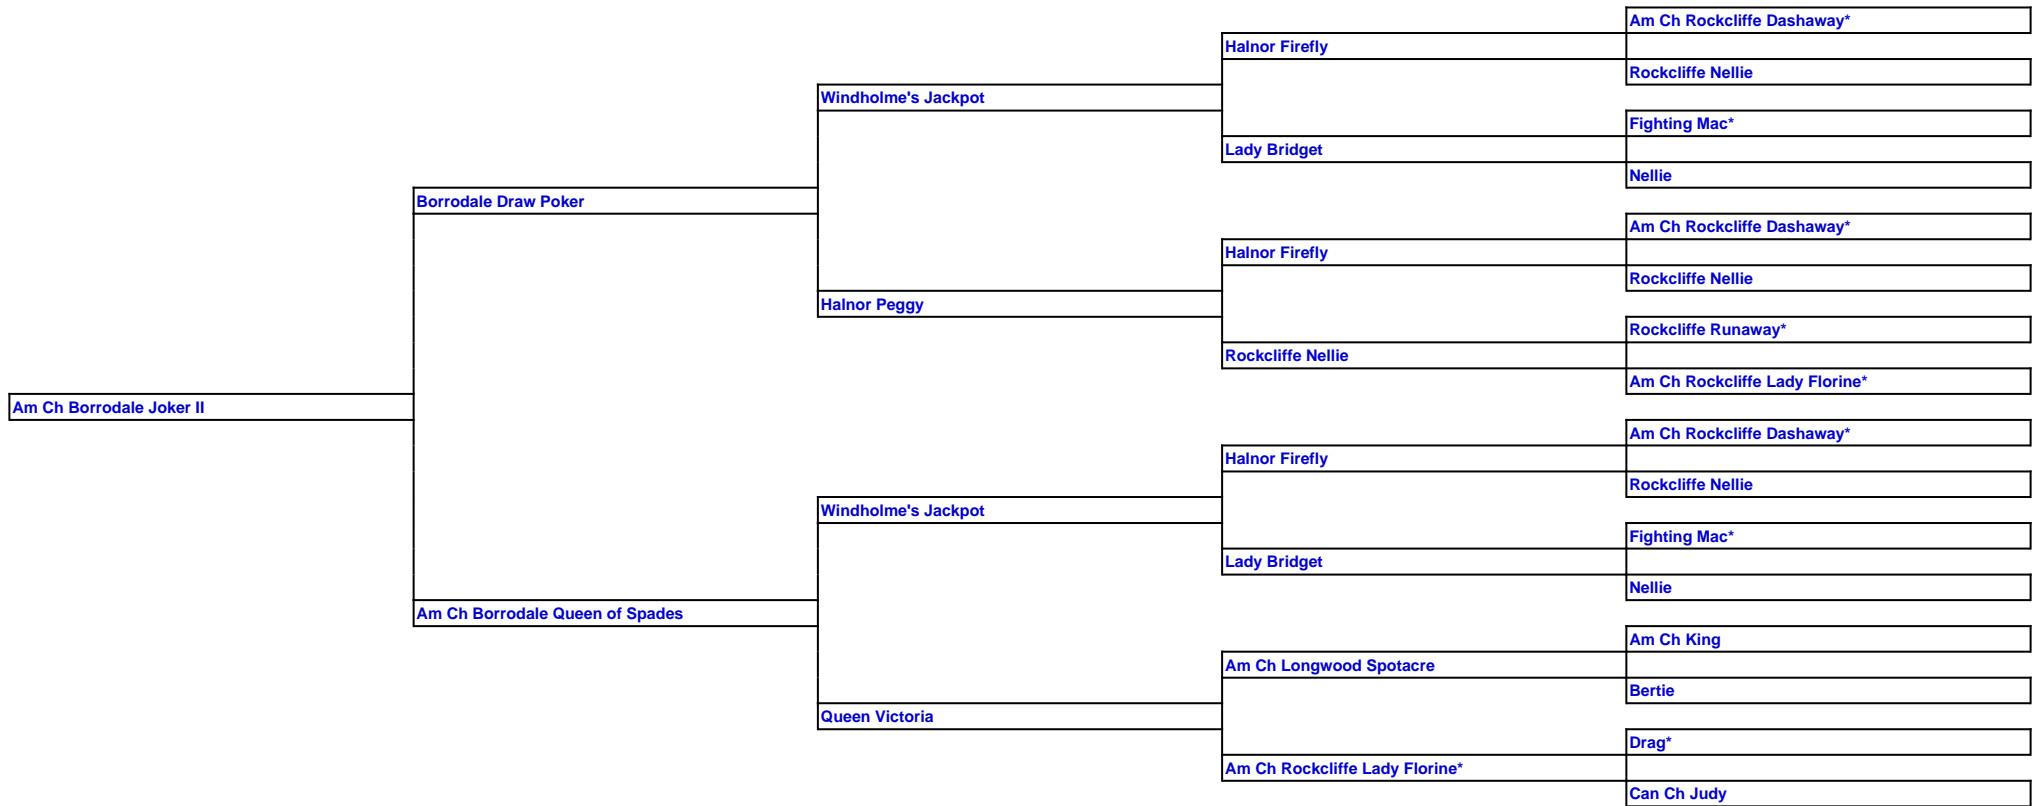 Am Ch Rockcliffe Dashaway*
Halnor Firefly
Rockcliffe Nellie
Windholme's Jackpot
Fighting Mac*
Lady Bridget
Nellie
Borrodale Draw Poker
Am Ch Rockcliffe Dashaway*
Halnor Firefly
Rockcliffe Nellie
Halnor Peggy
Rockcliffe Runaway*
Rockcliffe Nellie
Am Ch Rockcliffe Lady Florine*
Am Ch Borrodale Joker II
Am Ch Rockcliffe Dashaway*
Halnor Firefly
Rockcliffe Nellie
Windholme's Jackpot
Fighting Mac*
Lady Bridget
Nellie
Am Ch Borrodale Queen of Spades
Am Ch King
Am Ch Longwood Spotacre
Bertie
Queen Victoria
Drag*
Am Ch Rockcliffe Lady Florine*
Can Ch Judy